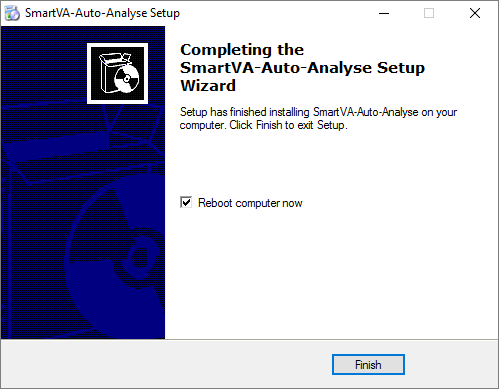 SmartVA-Auto-Analyse Setup
Completing the
SmartVA-Auto-Analyse Setup
Wizard
Setup has finished installing SmartVA-Auto-Analyse on your
computer. Click Finish to exit Setup.
Reboot computer now
Finish